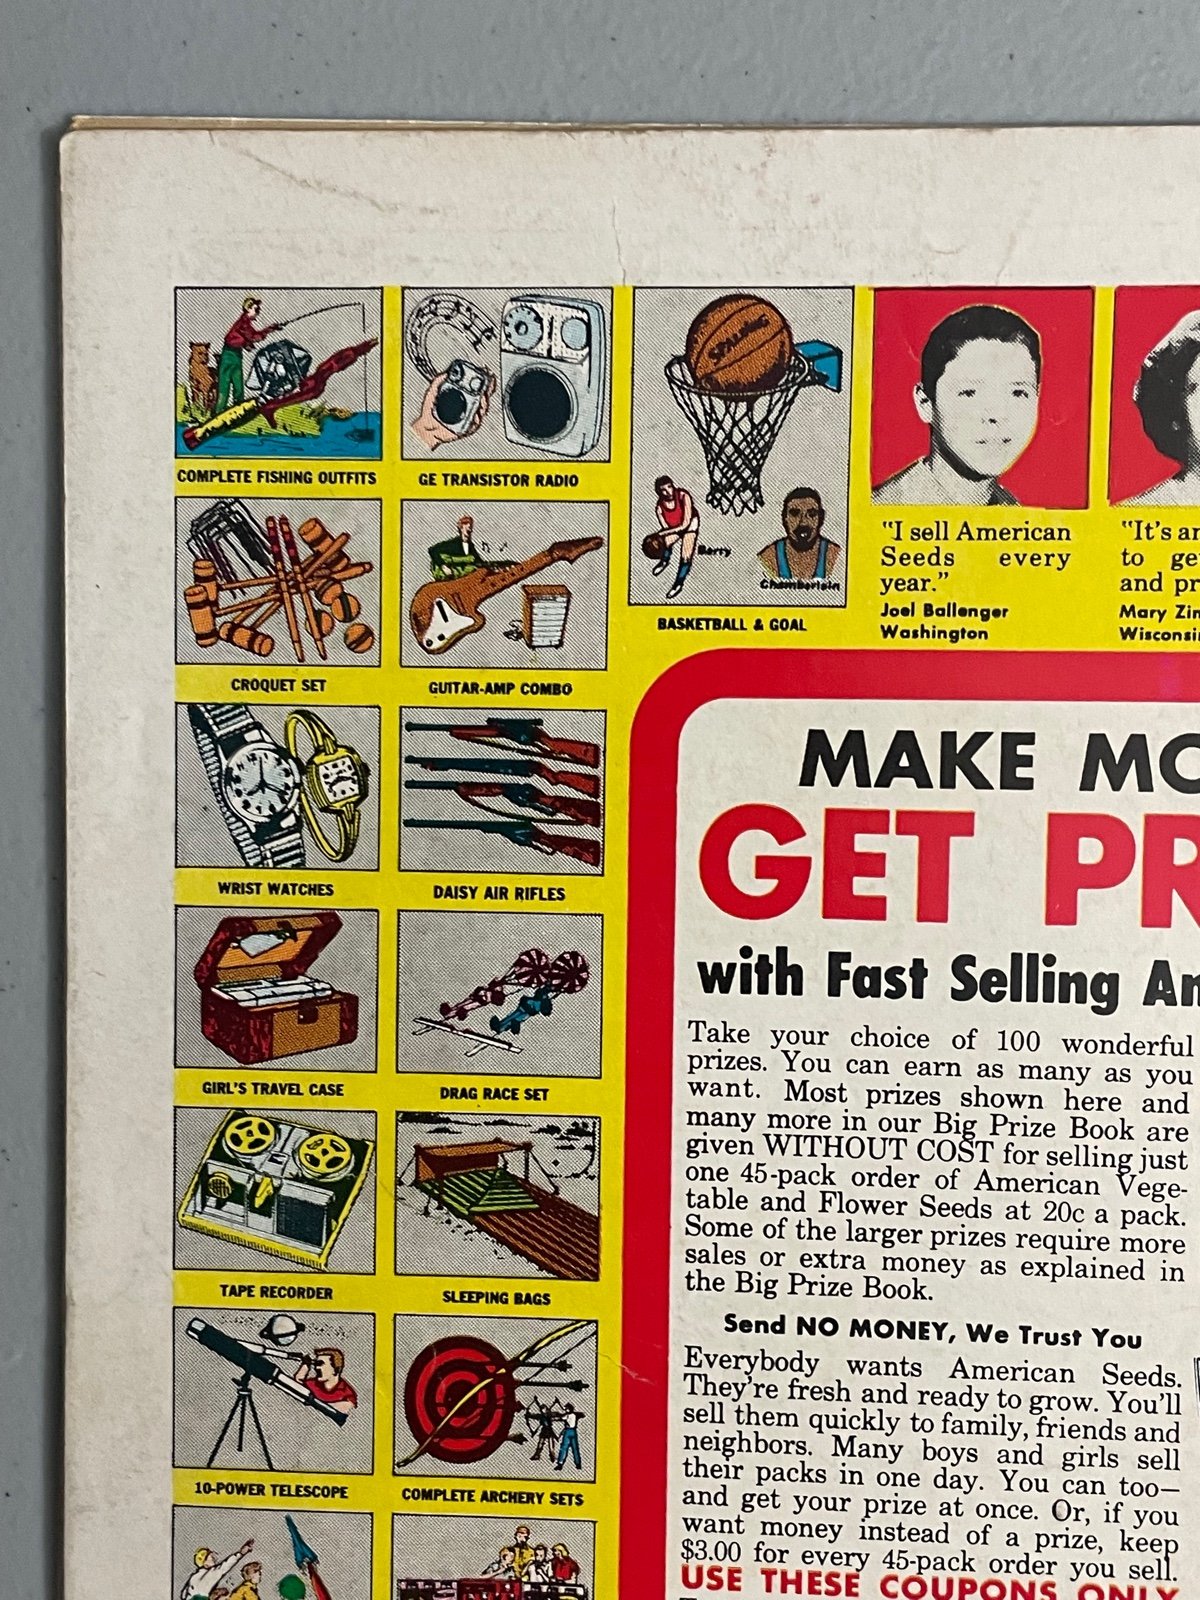 COMPLETE FISHING OUTFITS
GE TRANSISTOR RADIO
SPALDING
Barry
Chamberlain
BASKETBALL & GOAL
CROQUET SET
GUITAR-AMP COMBO
WRIST WATCHES
DAISY AIR RIFLES
GIRL'S TRAVEL CASE
DRAG RACE SET
TAPE RECORDER
SLEEPING BAGS
10-POWER TELESCOPE
COMPLETE ARCHERY SETS
"I sell American
Seeds every
year."
Joel Ballenger
Washington
"It's
to
and
Mary
MAKE
GET
with Fast Selling
Take your choice of 100 wonderful
prizes. You can earn as many as you
want. Most prizes shown here and
many more in our Big Prize Book are
given WITHOUT COST for selling just
one 45-pack order of American Vege-
table and Flower Seeds at 20c a pack.
Some of the larger prizes require more
sales or extra money as explained in
the Big Prize Book.
Send NO MONEY, We Trust You
Everybody wants American Seeds.
They're fresh and ready to grow. You'll
sell them quickly to family, friends and
neighbors. Many boys and girls sell
their packs in one day. You can too—
and get your prize at once. Or, if you
want money instead of a prize, keep
$3.00 for every 45-pack order you sell.
USE THESE COUPONS ONLY